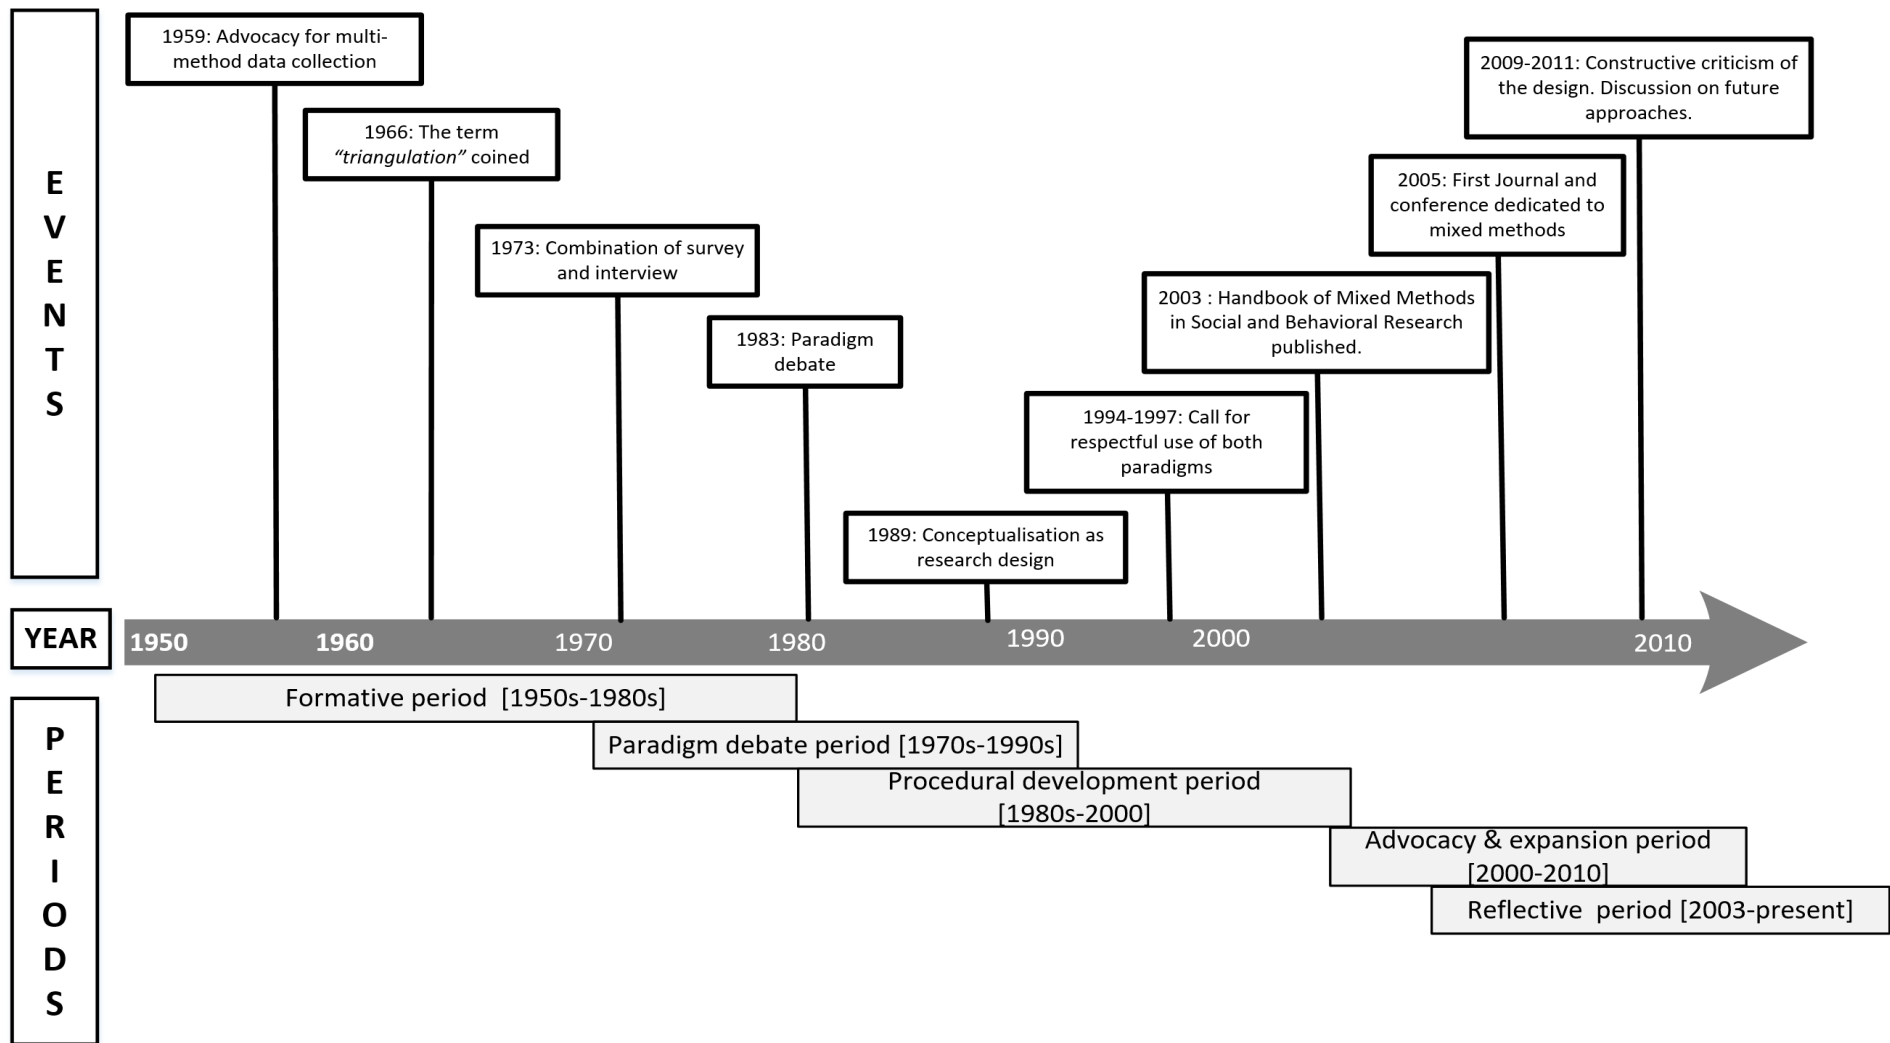 EVENTS
1959: Advocacy for multi-
method data collection
1966: The term
“triangulation” coined
1973: Combination of survey
and interview
1983: Paradigm
debate
1989: Conceptualisation as
research design
1994-1997: Call for
respectful use of both
paradigms
2003 : Handbook of Mixed Methods
in Social and Behavioral Research
published.
2005: First Journal and
conference dedicated to
mixed methods
2009-2011: Constructive criticism of
the design. Discussion on future
approaches.
YEAR
1950 1960 1970 1980 1990 2000 2010
PERIODS
Formative period [1950s-1980s]
Paradigm debate period [1970s-1990s]
Procedural development period
[1980s-2000]
Advocacy & expansion period
[2000-2010]
Reflective period [2003-present]